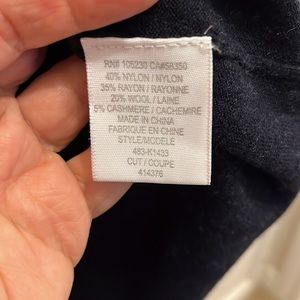 RN# 105230 CA#58350
40% NYLON / NYLON
35% RAYON / RAYONNE
20% WOOL / LAINE
5% CASHMERE / CACHEMIRE
MADE IN CHINA
FABRIQUE EN CHINE
STYLE/MODELE
483-K1433
CUT / COUPE
414376